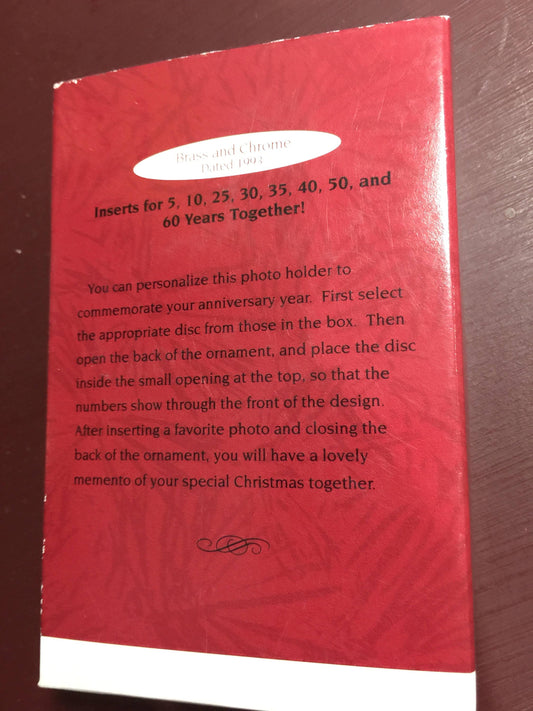 Brass and Chrome
Dated 1993
Inserts for 5, 10, 25, 30, 35, 40, 50, and
60 Years Together!
You can personalize this photo holder to
commemorate your anniversary year. First select
the appropriate disc from those in the box. Then
open the back of the ornament, and place the disc
inside the small opening at the top, so that the
numbers show through the front of the design.
After inserting a favorite photo and closing the
back of the ornament, you will have a lovely
memento of your special Christmas together.